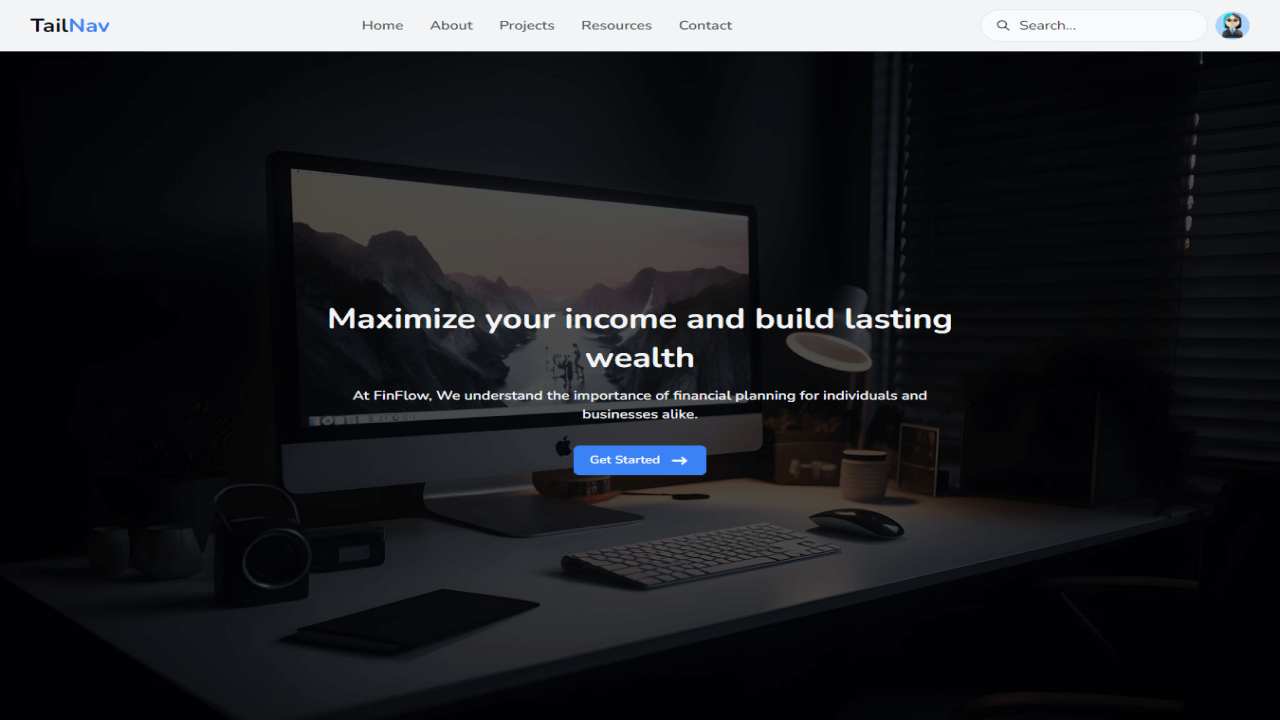 TailNav
Home About Projects Resources Contact
Search...
Maximize your income and build lasting
wealth
At FinFlow, We understand the importance of financial planning for individuals and
businesses alike.
Get Started →